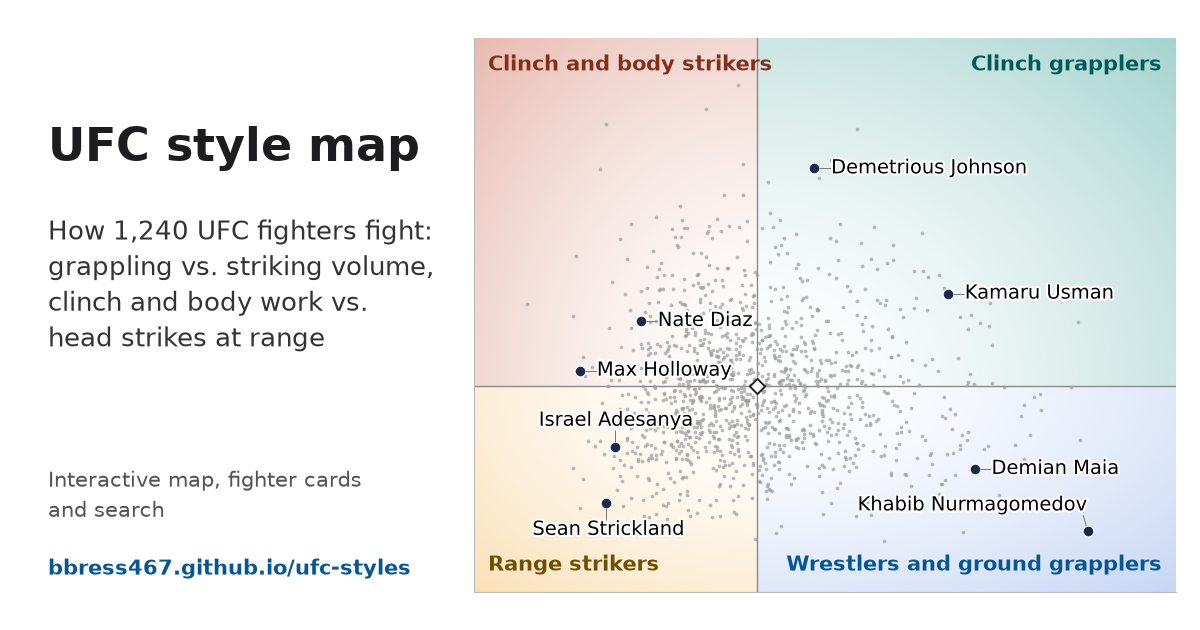 UFC style map
How 1,240 UFC fighters fight:
grappling vs. striking volume,
clinch and body work vs.
head strikes at range
Interactive map, fighter cards
and search
bbress467.github.io/ufc-styles
Clinch and body strikers
Clinch grapplers
Demetrious Johnson
Kamaru Usman
Nate Diaz
Max Holloway
Israel Adesanya
Demian Maia
Khabib Nurmagomedov
Sean Strickland
Range strikers
Wrestlers and ground grapplers